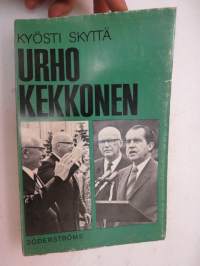 KYÖSTI SKYTTÄ
URHO
KEKKONEN
SÖDERSTRÖMS